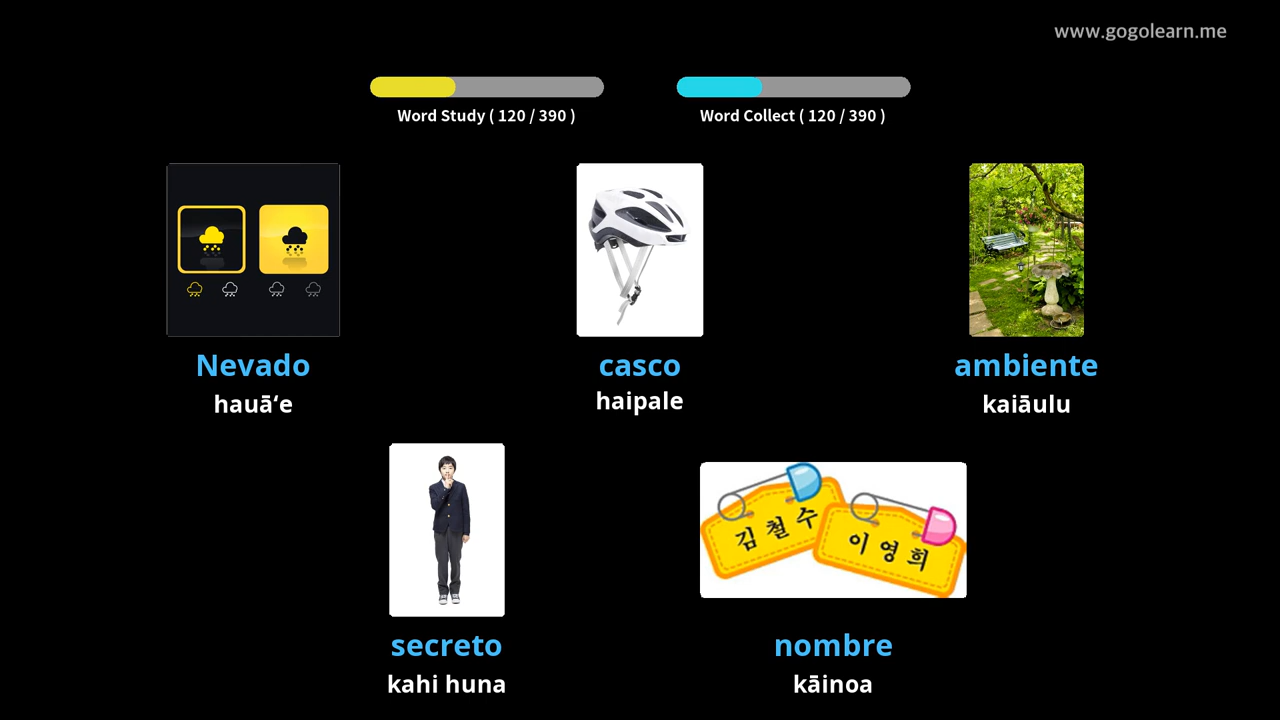 www.gogolearn.me
Word Study ( 120 / 390 )
Word Collect ( 120 / 390 )
Nevado
hauāʻe
casco
haipale
ambiente
kaiāulu
김철수
이영희
secreto
kahi huna
nombre
kāinoa